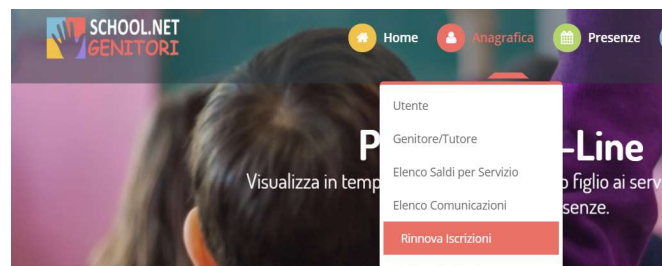 SCHOOL.NET
GENITORI
Home
Anagrafica
Presenze
Utente
Genitore/Tutore
Elenco Saldi per Servizio
Elenco Comunicazioni
Rinnova Iscrizioni
P
-Line
Visualizza in temp
figlio ai serv
senze.